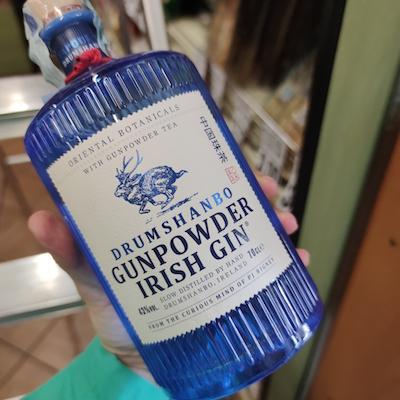 ORIENTAL BOTANICALS
WITH GUNPOWDER TEA
中国珠茶
DRUMSHANBO
GUNPOWDER
IRISH GIN®
43%vol.
SLOW DISTILLED BY HAND
DRUMSHANBO, IRELAND
70cl ℮
FROM THE CURIOUS MIND OF PJ RIGNEY